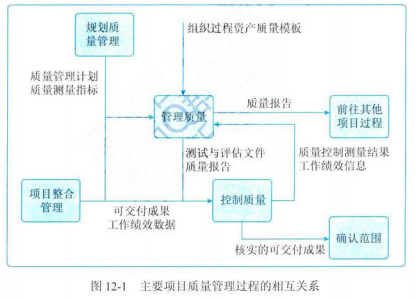 规划质
量管理
组织过程资产质量模板
质量管理计划
质量测量指标
管理质量
质量报告
前往其他
项目过程
测试与评估文件
质量报告
质量控制测量结果
工作绩效信息
项目整合
管理
可交付成果
工作绩效数据
控制质量
核实的可交付成果
确认范围
图 12-1 主要项目质量管理过程的相互关系